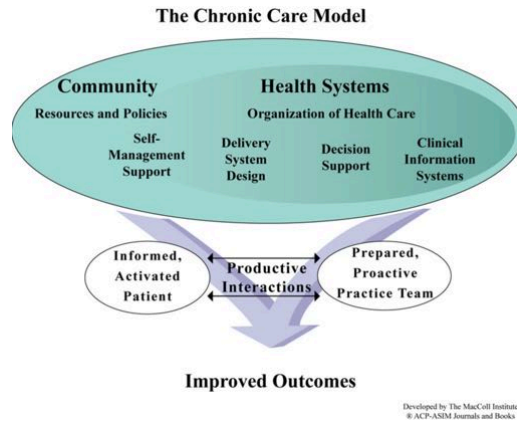 The Chronic Care Model
Community
Health Systems
Resources and Policies
Organization of Health Care
Self-
Management
Support
Delivery
System
Design
Decision
Support
Clinical
Information
Systems
Informed,
Activated
Patient
Productive
Interactions
Prepared,
Proactive
Practice Team
Improved Outcomes
Developed by The MacColl Institute
® ACP-ASIM Journals and Books